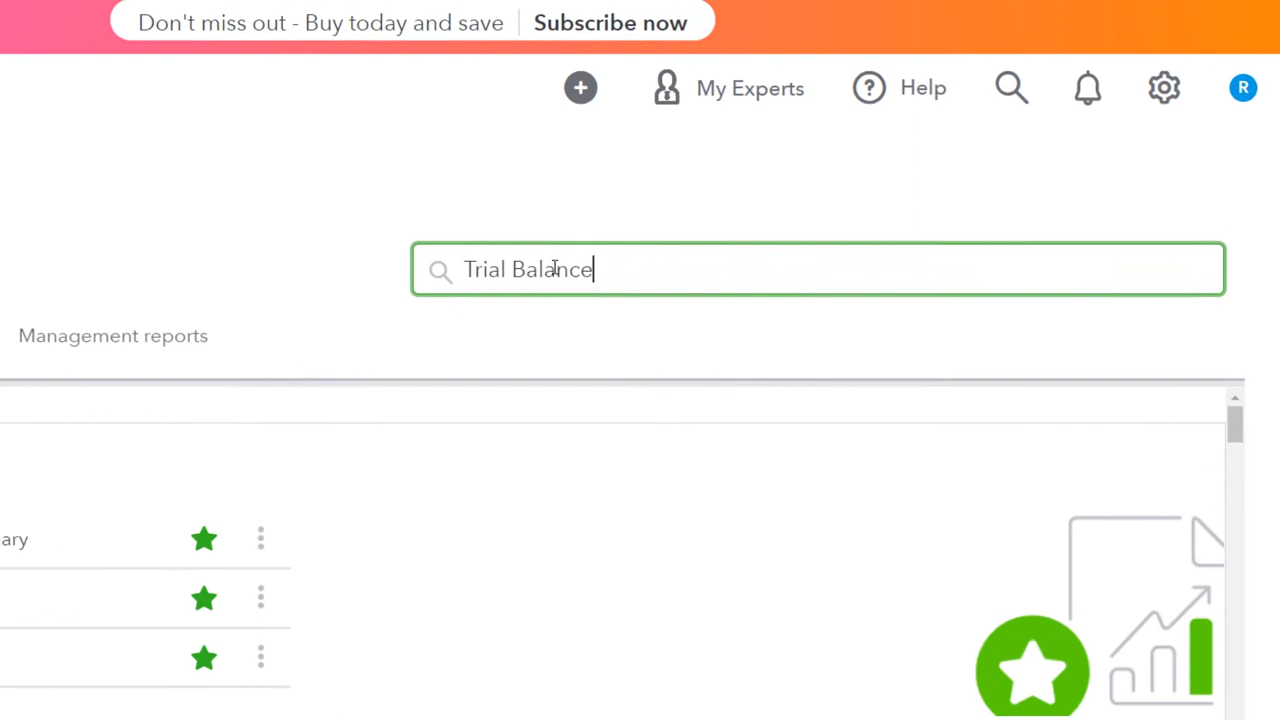 Don't miss out - Buy today and save Subscribe now
My Experts Help R
Trial Balance
Management reports
ary